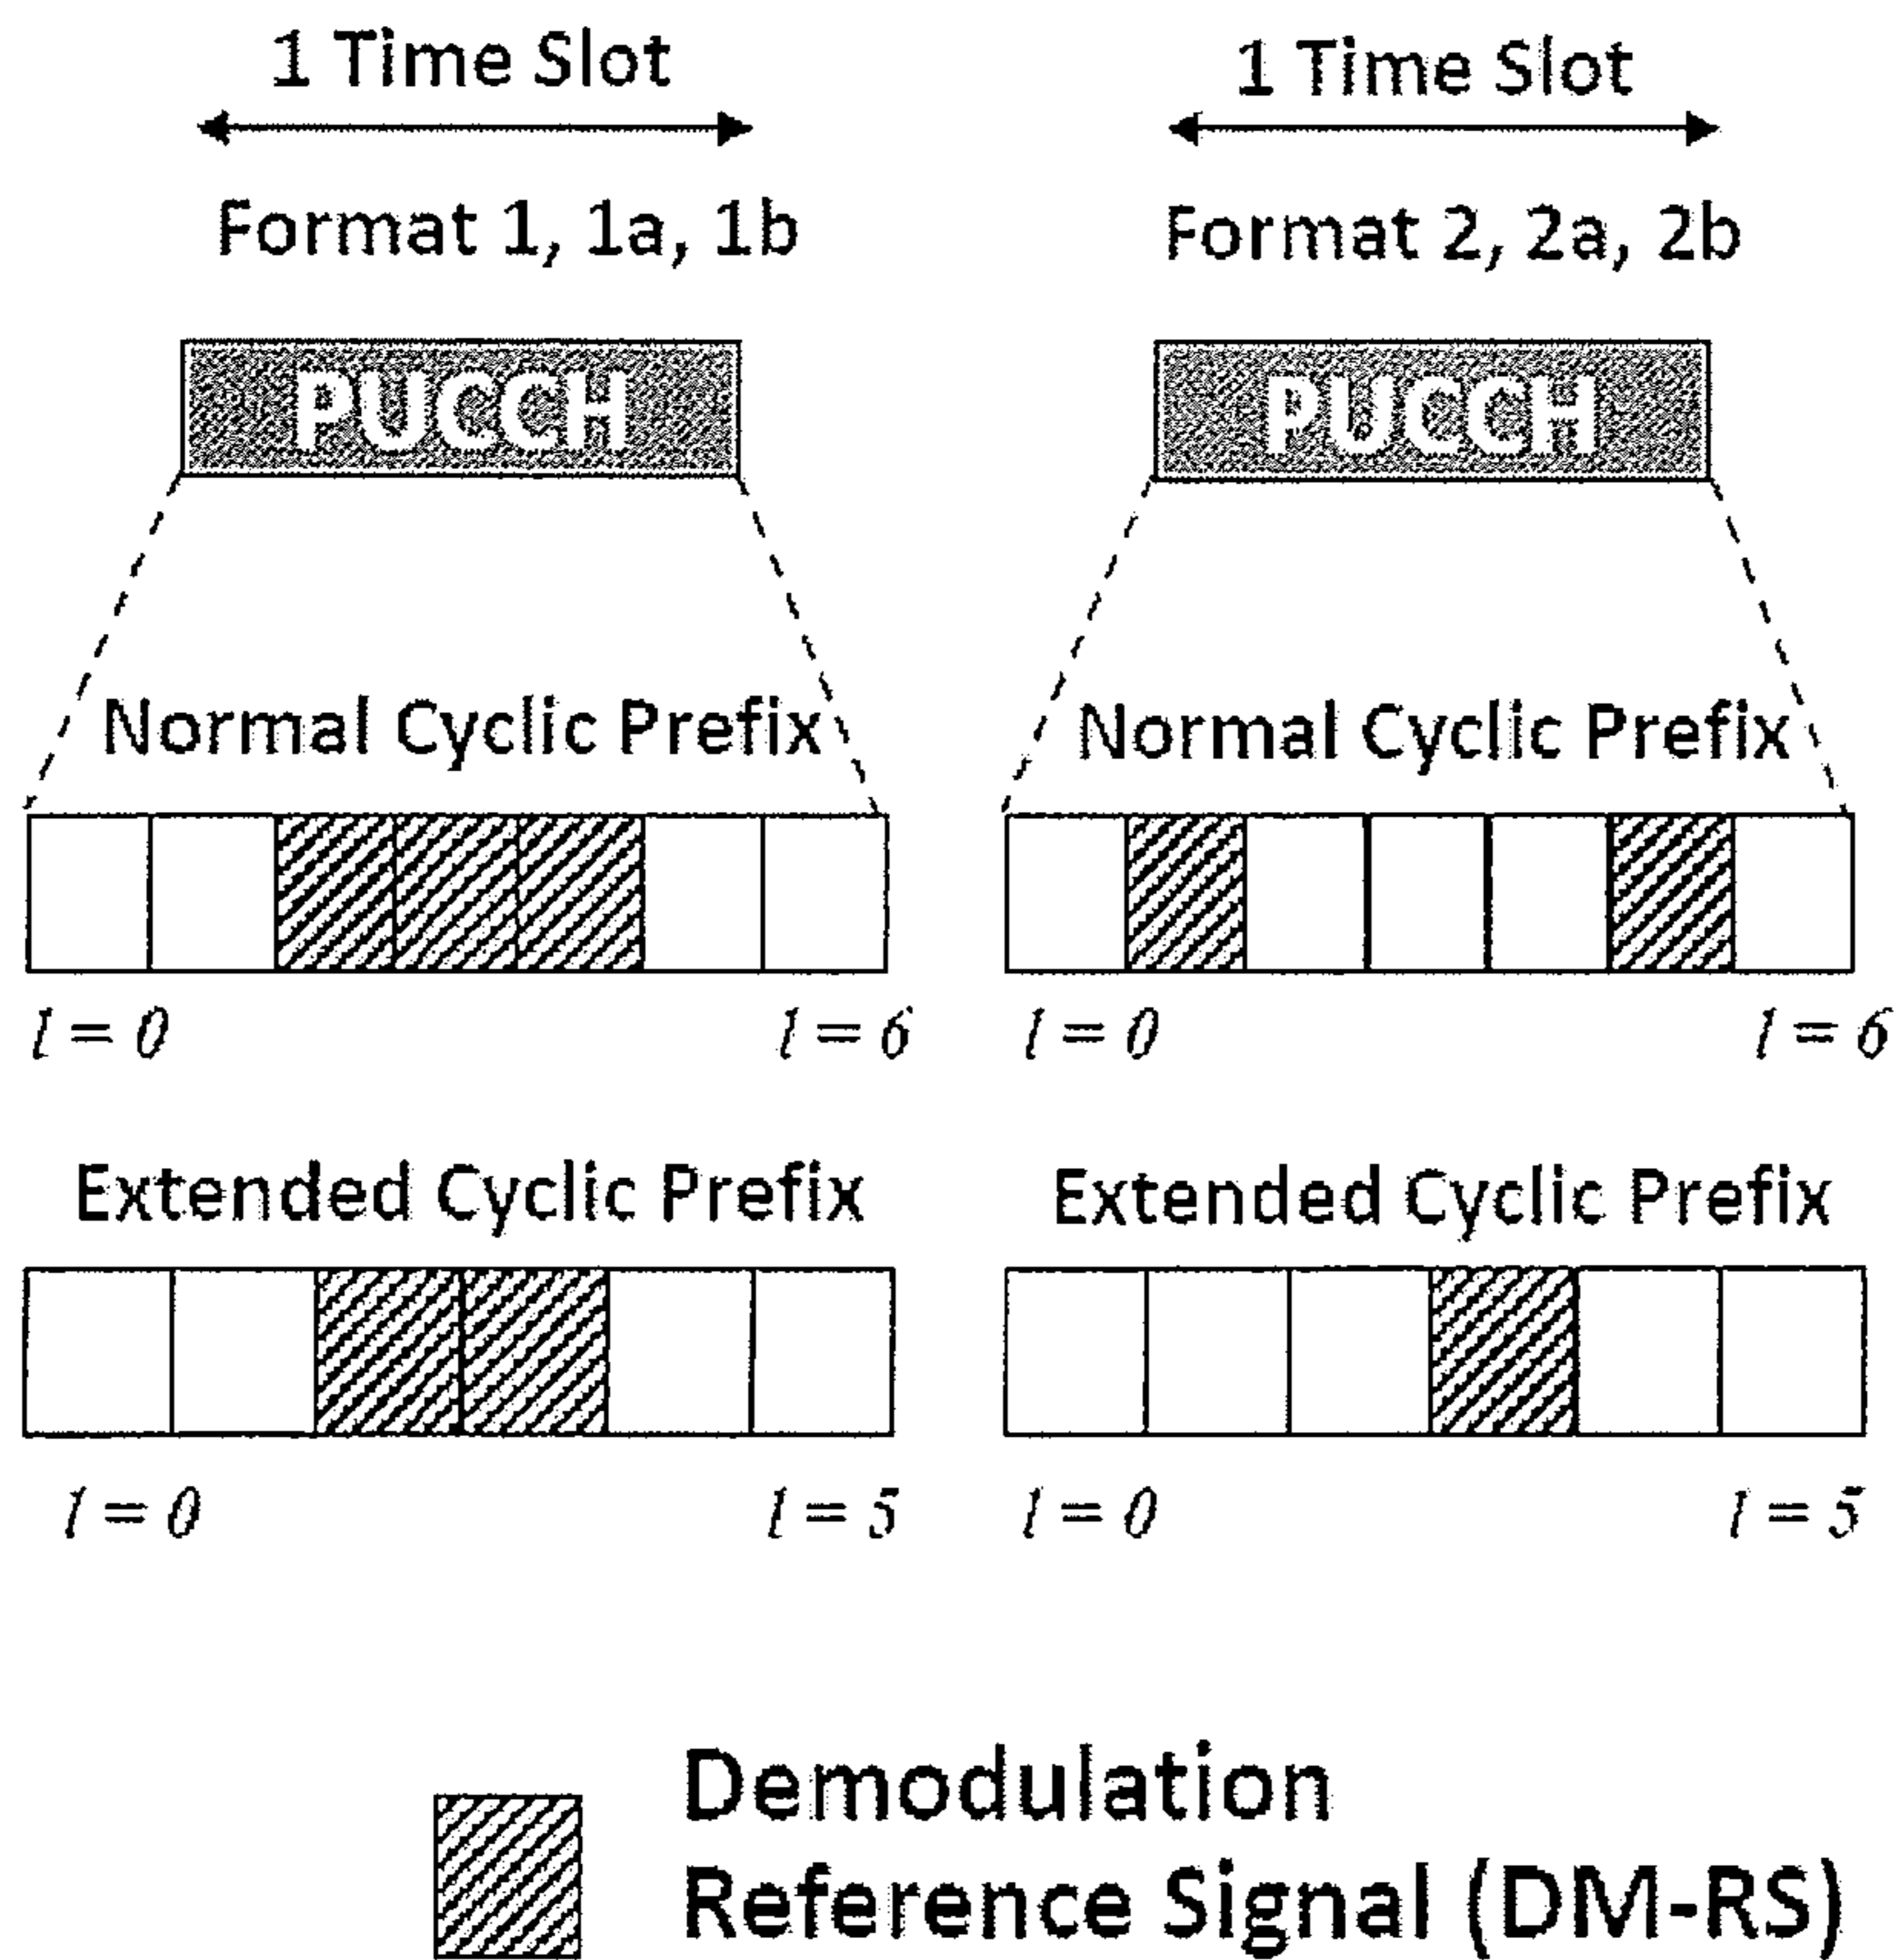 1 Time Slot
Format 1, 1a, 1b
PUCCH
Normal Cyclic Prefix
l = 0
l = 6
Extended Cyclic Prefix
l = 0
l = 5
1 Time Slot
Format 2, 2a, 2b
PUCCH
Normal Cyclic Prefix
l = 0
l = 6
Extended Cyclic Prefix
l = 0
l = 5
Demodulation
Reference Signal (DM-RS)